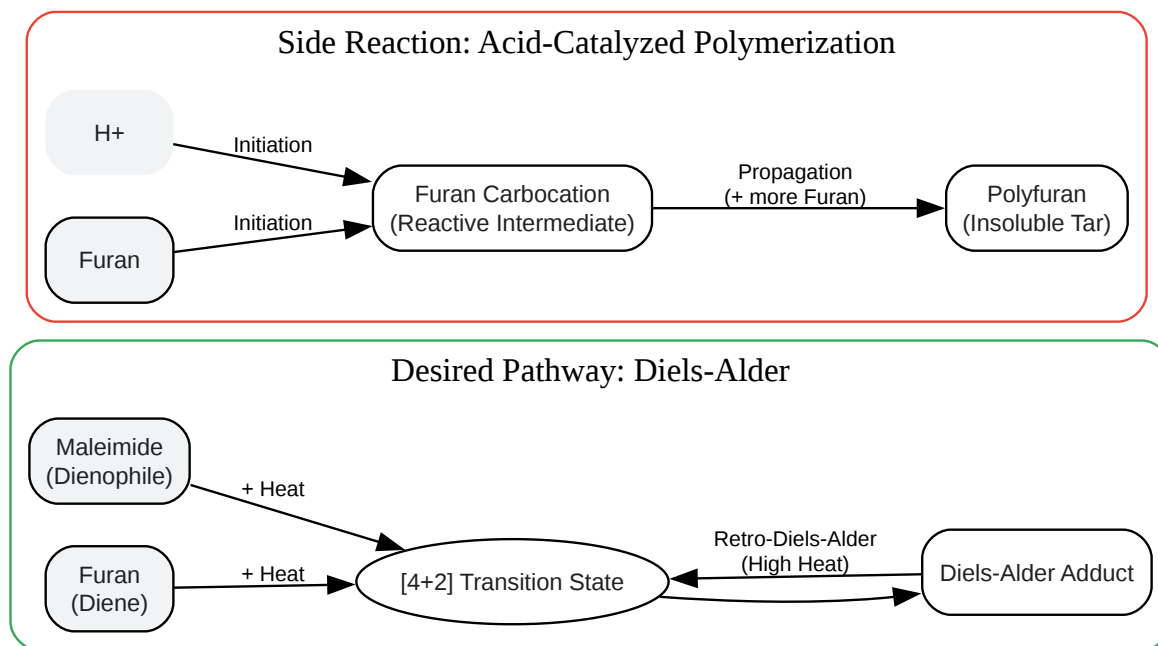 Side Reaction: Acid-Catalyzed Polymerization
H+
Initiation
Furan
Initiation
Furan Carbocation
(Reactive Intermediate)
Propagation
(+ more Furan)
Polyfuran
(Insoluble Tar)
Desired Pathway: Diels-Alder
Maleimide
(Dienophile)
+ Heat
Furan
(Diene)
+ Heat
[4+2] Transition State
Retro-Diels-Alder
(High Heat)
Diels-Alder Adduct